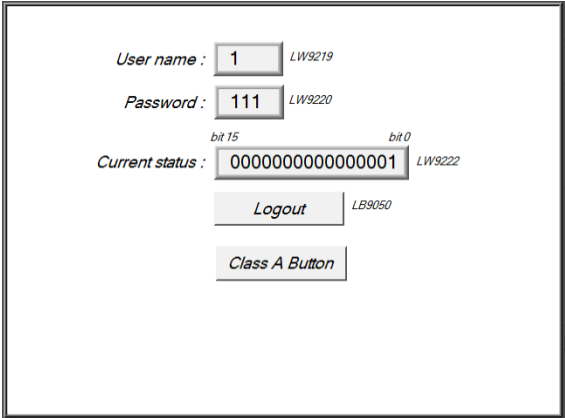 User name : 1 LW9219
Password : 111 LW9220
bit 15 bit 0
Current status : 0000000000000001 LW9222
Logout LB9050
Class A Button